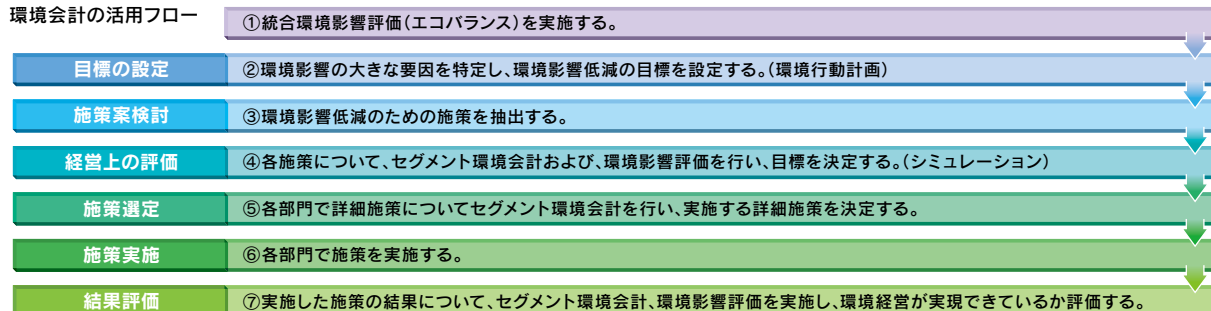 環境会計の活用フロー
①統合環境影響評価（エコバランス）を実施する。
目標の設定
②環境影響の大きな要因を特定し、環境影響低減の目標を設定する。（環境行動計画）
施策案検討
③環境影響低減のための施策を抽出する。
経営上の評価
④各施策について、セグメント環境会計および、環境影響評価を行い、目標を決定する。（シミュレーション）
施策選定
⑤各部門で詳細施策についてセグメント環境会計を行い、実施する詳細施策を決定する。
施策実施
⑥各部門で施策を実施する。
結果評価
⑦実施した施策の結果について、セグメント環境会計、環境影響評価を実施し、環境経営が実現できているか評価する。